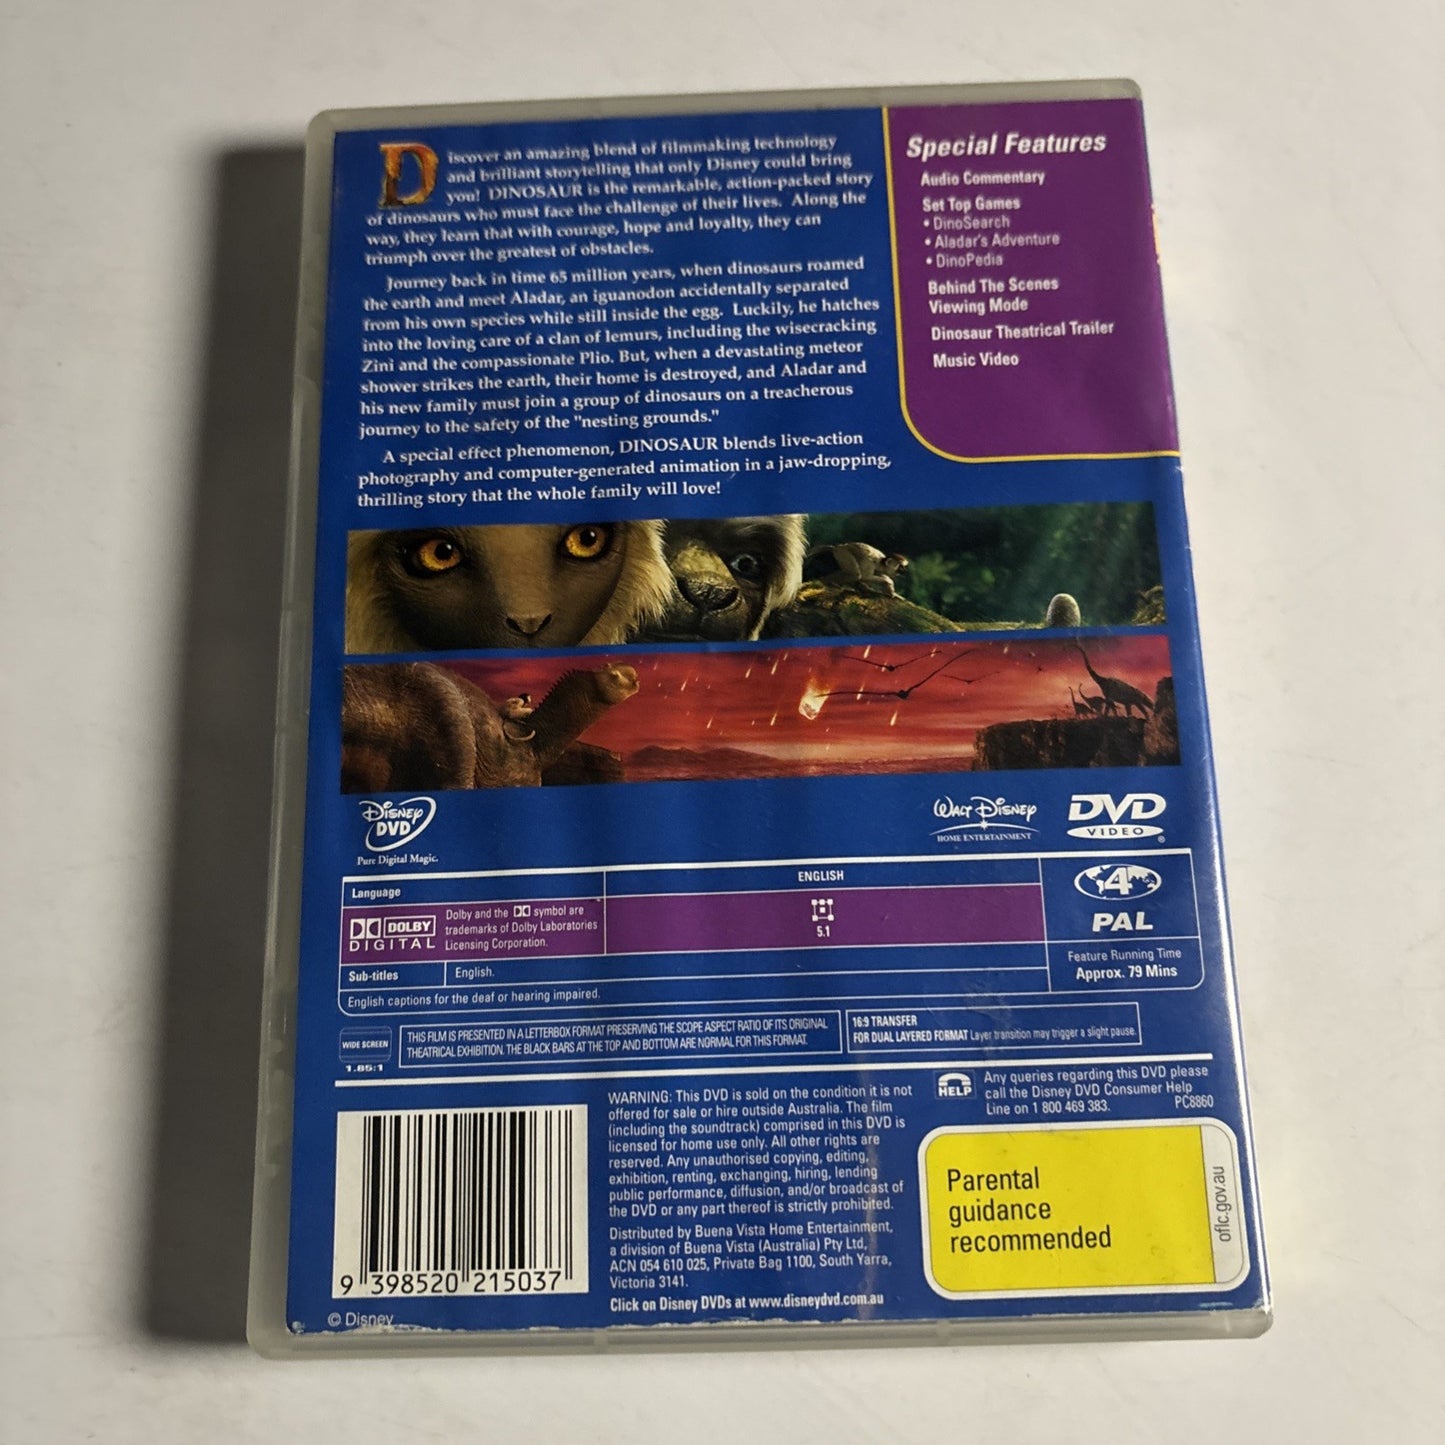 Discover an amazing blend of filmmaking technology
and brilliant storytelling that only Disney could bring
you! DINOSAUR is the remarkable, action-packed story
of dinosaurs who must face the challenge of their lives. Along the
way, they learn that with courage, hope and loyalty, they can
triumph over the greatest of obstacles.
Journey back in time 65 million years, when dinosaurs roamed
the earth and meet Aladar, an iguanodon accidentally separated
from his own species while still inside the egg. Luckily, he hatches
into the loving care of a clan of lemurs, including the wisecracking
Zini and the compassionate Plio. But, when a devastating meteor
shower strikes the earth, their home is destroyed, and Aladar and
his new family must join a group of dinosaurs on a treacherous
journey to the safety of the "nesting grounds."
A special effect phenomenon, DINOSAUR blends live-action
photography and computer-generated animation in a jaw-dropping,
thrilling story that the whole family will love!
Special Features
Audio Commentary
Set Top Games
• DinoSearch
• Aladar's Adventure
• DinoPedia
Behind The Scenes
Viewing Mode
Dinosaur Theatrical Trailer
Music Video
DISNEY
DVD
Pure Digital Magic.
WALT DISNEY
HOME ENTERTAINMENT
DVD
VIDEO
®
Language
ENGLISH
DOLBY
DIGITAL
Dolby and the DD symbol are
trademarks of Dolby Laboratories
Licensing Corporation.
5.1
Sub-titles
English.
English captions for the deaf or hearing impaired.
4
PAL
Feature Running Time
Approx. 79 Mins
WIDE SCREEN
1.85:1
THIS FILM IS PRESENTED IN A LETTERBOX FORMAT PRESERVING THE SCOPE ASPECT RATIO OF ITS ORIGINAL
THEATRICAL EXHIBITION. THE BLACK BARS AT THE TOP AND BOTTOM ARE NORMAL FOR THIS FORMAT.
16:9 TRANSFER
FOR DUAL LAYERED FORMAT Layer transition may trigger a slight pause.
WARNING: This DVD is sold on the condition it is not
offered for sale or hire outside Australia. The film
(including the soundtrack) comprised in this DVD is
licensed for home use only. All other rights are
reserved. Any unauthorised copying, editing,
exhibition, renting, exchanging, hiring, lending
public performance, diffusion, and/or broadcast of
the DVD or any part thereof is strictly prohibited.
Distributed by Buena Vista Home Entertainment,
a division of Buena Vista (Australia) Pty Ltd,
ACN 054 610 025, Private Bag 1100, South Yarra,
Victoria 3141.
Click on Disney DVDs at www.disneydvd.com.au
HELP
Any queries regarding this DVD please
call the Disney DVD Consumer Help
Line on 1 800 469 383.
PC8860
Parental
guidance
recommended
oflc.gov.au
9 398520 215037
© Disney